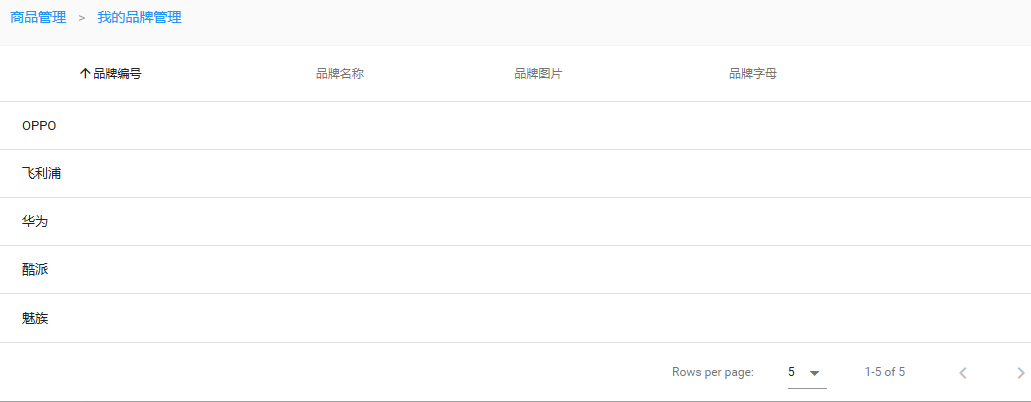 商品管理 > 我的品牌管理
↑品牌编号 品牌名称 品牌图片 品牌字母
OPPO
飞利浦
华为
酷派
魅族
Rows per page: 5 1-5 of 5